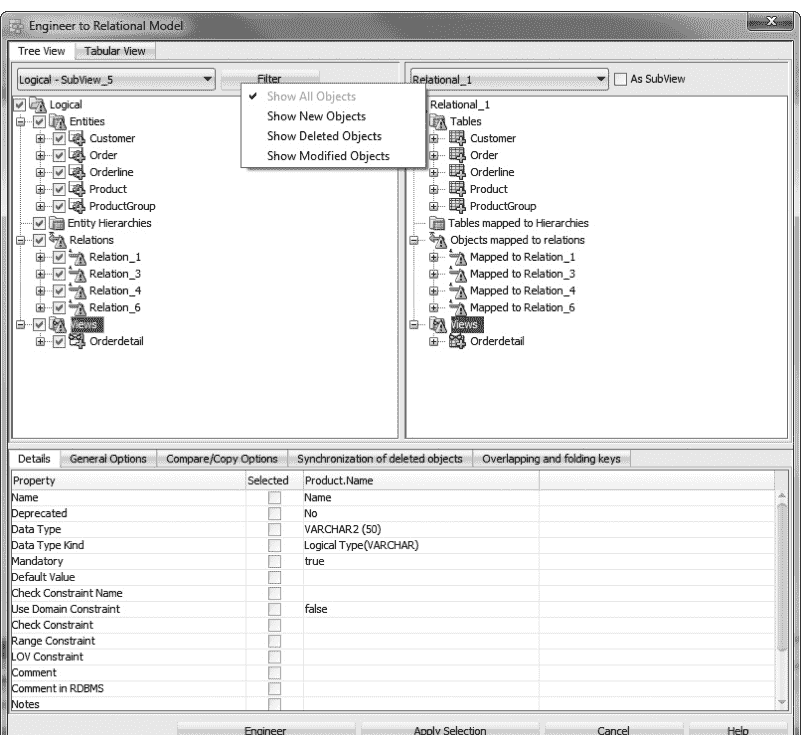 Engineer to Relational Model
Tree View Tabular View
Logical - SubView_5 Filter Relational_1 As SubView
Show All Objects
Show New Objects
Show Deleted Objects
Show Modified Objects
Logical Relational_1
Entities Tables
Customer Customer
Order Order
Orderline Orderline
Product Product
ProductGroup ProductGroup
Entity Hierarchies Tables mapped to Hierarchies
Relations Objects mapped to relations
Relation_1 Mapped to Relation_1
Relation_3 Mapped to Relation_3
Relation_4 Mapped to Relation_4
Relation_6 Mapped to Relation_6
Views Views
Orderdetail Orderdetail
Details General Options Compare/Copy Options Synchronization of deleted objects Overlapping and folding keys
Property Selected Product.Name
Name Name
Deprecated No
Data Type VARCHAR2 (50)
Data Type Kind Logical Type(VARCHAR)
Mandatory true
Default Value
Check Constraint Name
Use Domain Constraint false
Check Constraint
Range Constraint
LOV Constraint
Comment
Comment in RDBMS
Notes
Engineer Apply Selection Cancel Help